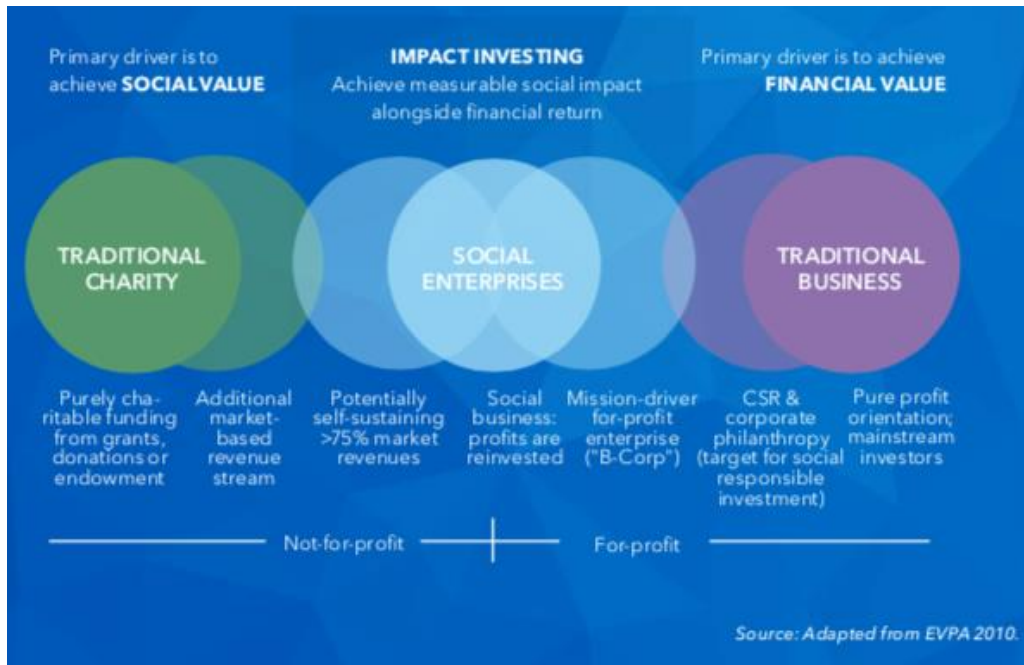 Primary driver is to
achieve SOCIAL VALUE
IMPACT INVESTING
Achieve measurable social impact
alongside financial return
Primary driver is to achieve
FINANCIAL VALUE
TRADITIONAL
CHARITY
SOCIAL
ENTERPRISES
TRADITIONAL
BUSINESS
Purely cha-
ritable funding
from grants,
donations or
endowment
Additional
market-
based
revenue
stream
Potentially
self-sustaining
>75% market
revenues
Social
business:
profits are
reinvested
Mission-driver
for-profit
enterprise
("B-Corp")
CSR &
corporate
philanthropy
(target for social
responsible
investment)
Pure profit
orientation;
mainstream
investors
Not-for-profit
For-profit
Source: Adapted from EVPA 2010.